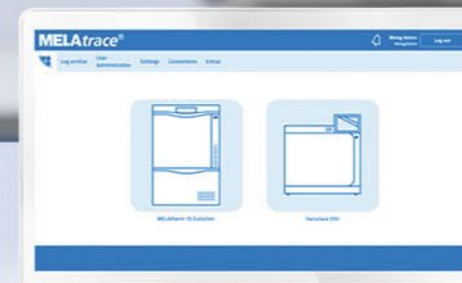 MELAtrace®
Log out
Log archive User Administration Settings Connections Extras
MELAtherm 10 Evolution
Vacuclave 550